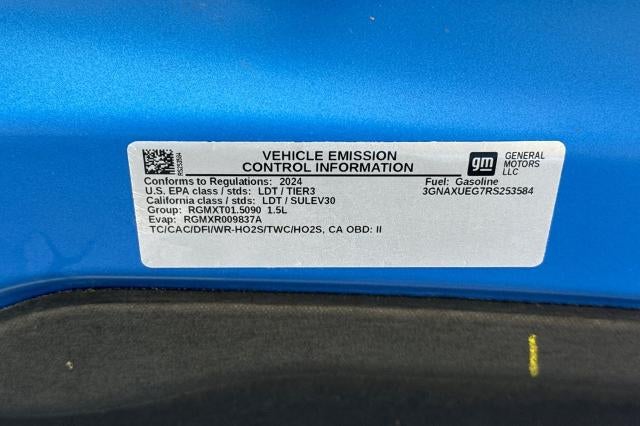 VEHICLE EMISSION
CONTROL INFORMATION
gm
GENERAL
MOTORS
LLC
RS253584
Conforms to Regulations: 2024
Fuel: Gasoline
U.S. EPA class / stds: LDT / TIER3
3GNAXUEG7RS253584
California class / stds: LDT / SULEV30
Group: RGMXT01.5090 1.5L
Evap: RGMXR009837A
TC/CAC/DFI/WR-HO2S/TWC/HO2S, CA OBD: II